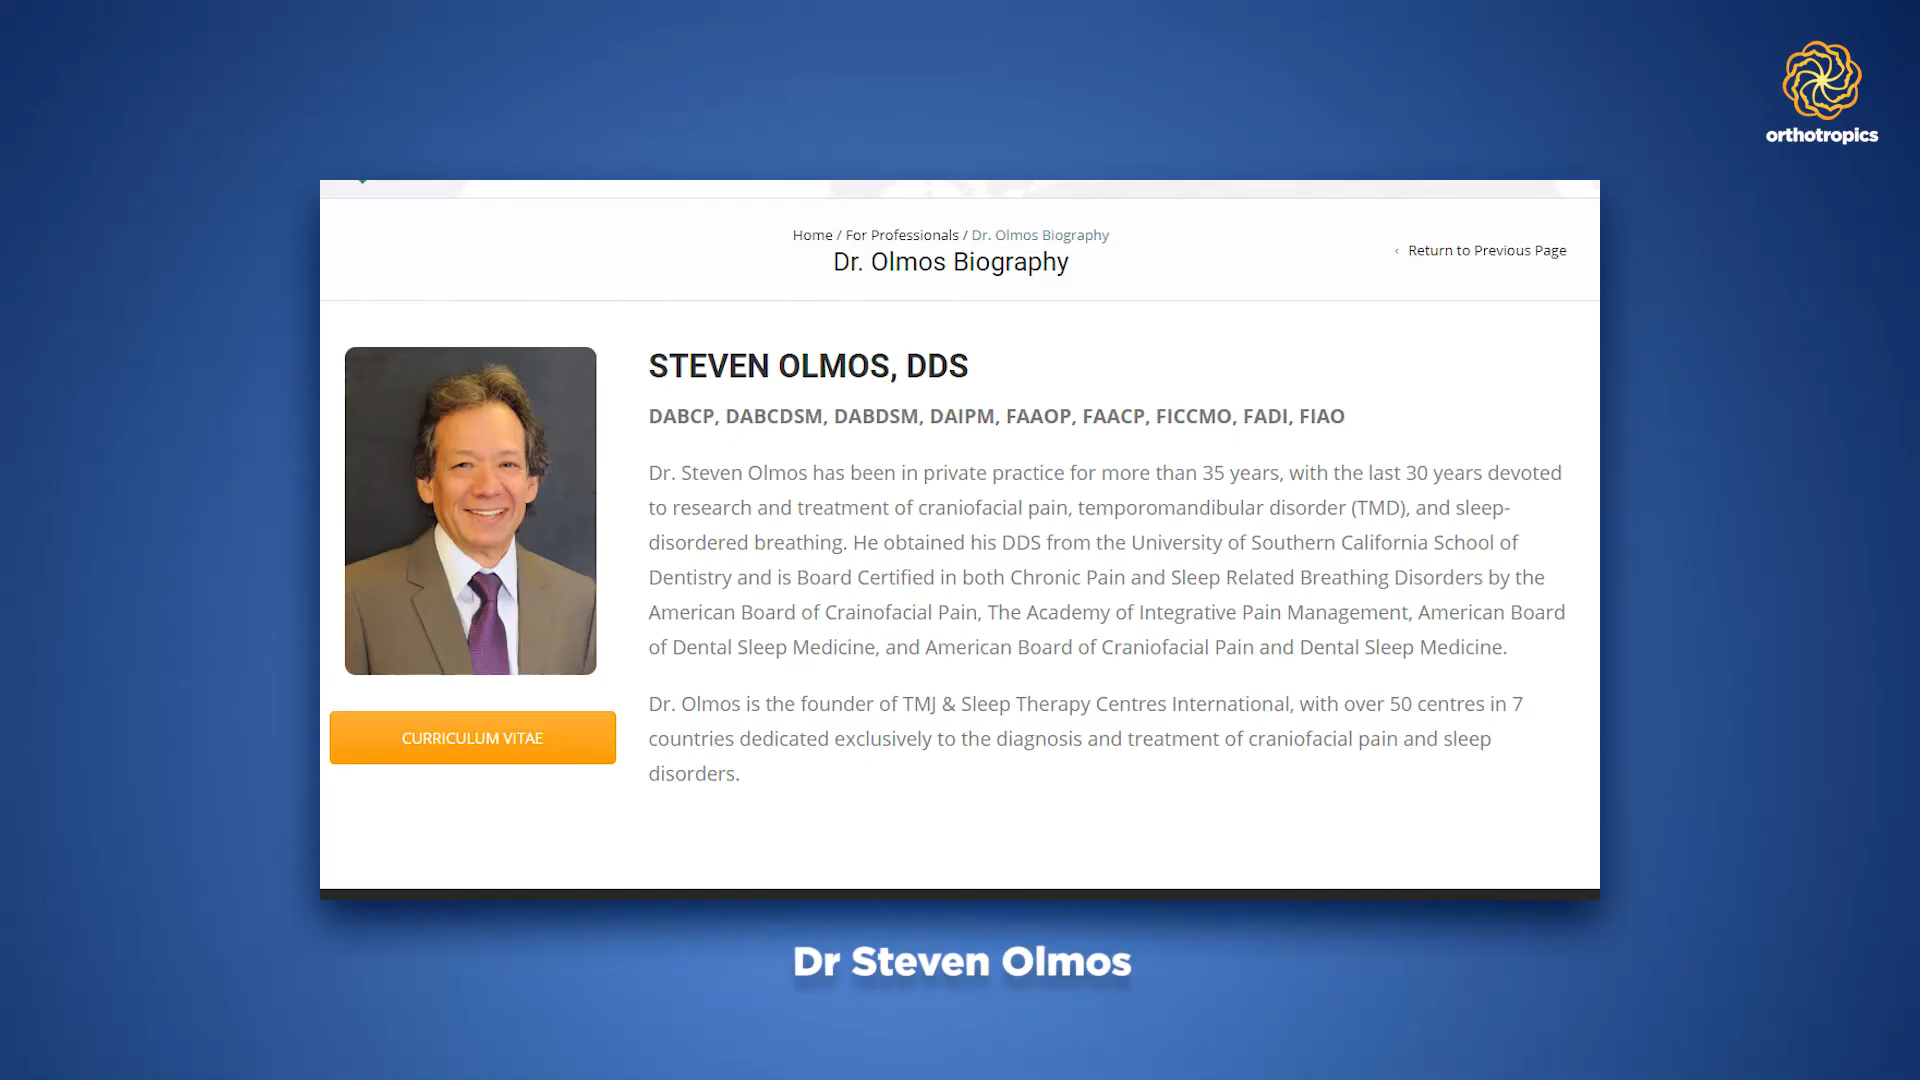 orthotropics
Home / For Professionals / Dr. Olmos Biography
Dr. Olmos Biography
‹ Return to Previous Page
STEVEN OLMOS, DDS
DABCP, DABCDSM, DABDSM, DAIPM, FAAOP, FAACP, FICCMO, FADI, FIAO
Dr. Steven Olmos has been in private practice for more than 35 years, with the last 30 years devoted
to research and treatment of craniofacial pain, temporomandibular disorder (TMD), and sleep-
disordered breathing. He obtained his DDS from the University of Southern California School of
Dentistry and is Board Certified in both Chronic Pain and Sleep Related Breathing Disorders by the
American Board of Crainofacial Pain, The Academy of Integrative Pain Management, American Board
of Dental Sleep Medicine, and American Board of Craniofacial Pain and Dental Sleep Medicine.
Dr. Olmos is the founder of TMJ & Sleep Therapy Centres International, with over 50 centres in 7
countries dedicated exclusively to the diagnosis and treatment of craniofacial pain and sleep
disorders.
CURRICULUM VITAE
Dr Steven Olmos